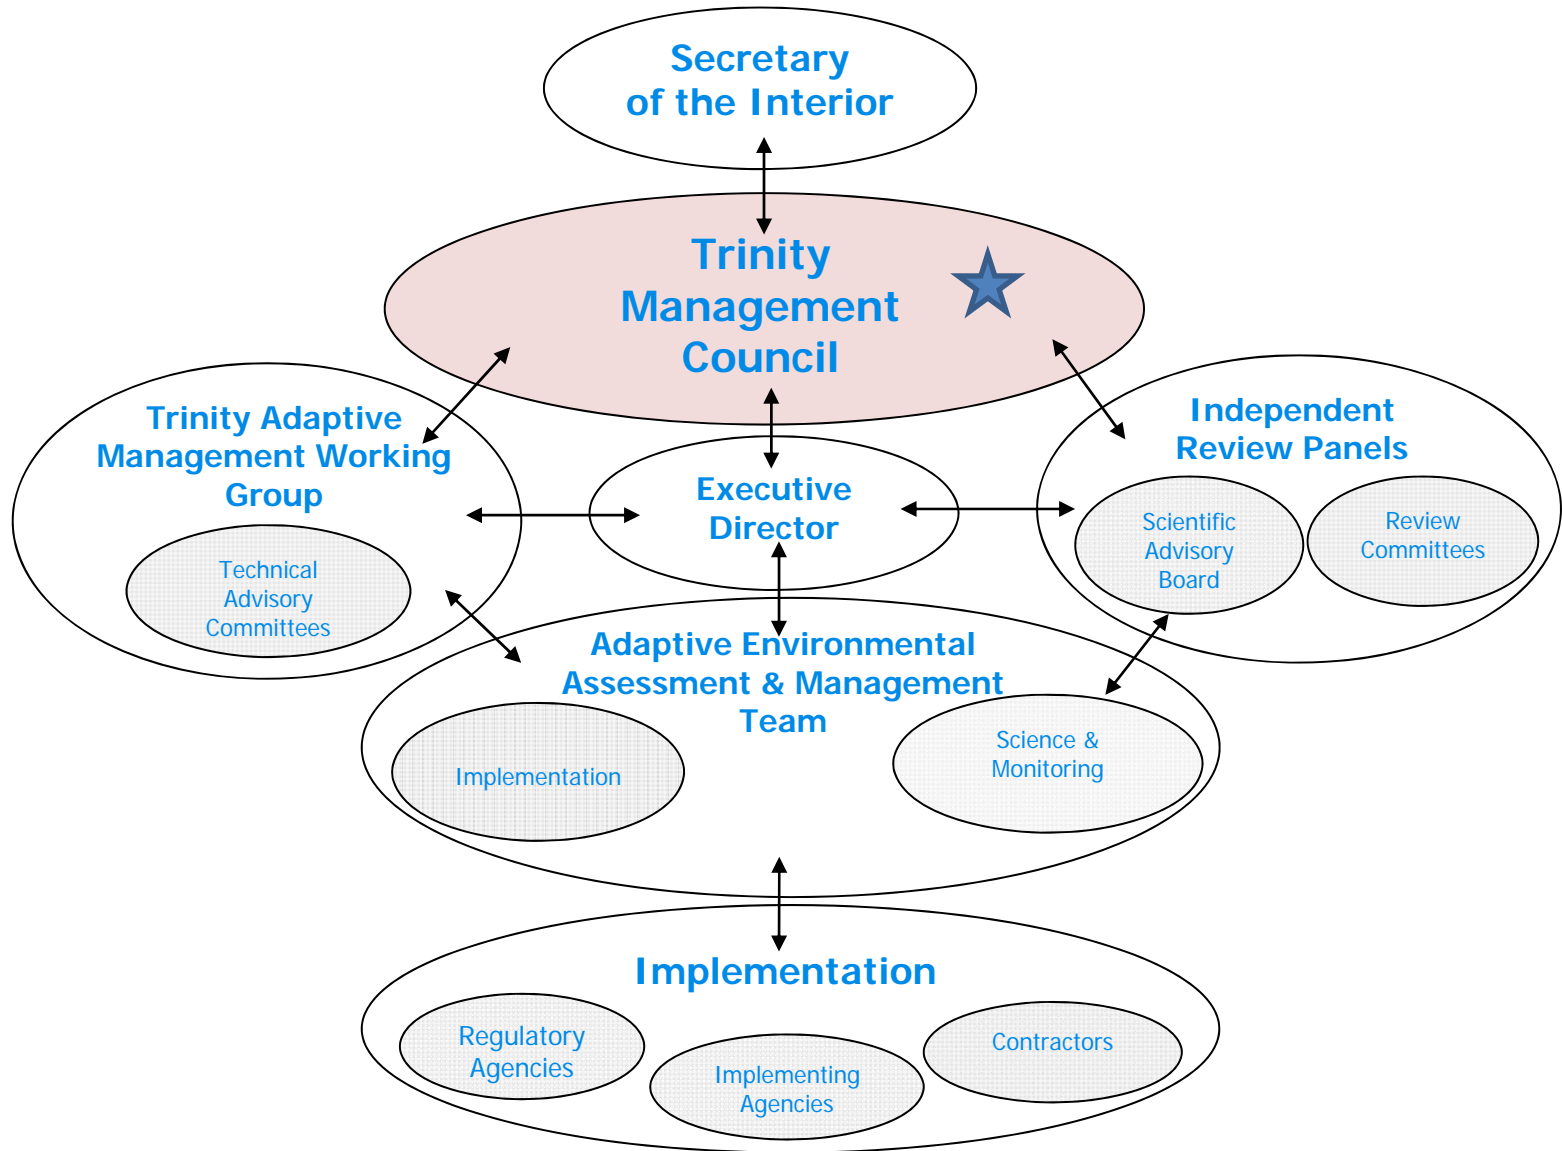 Secretary
of the Interior
Trinity
Management
Council
Trinity Adaptive
Management Working
Group
Technical
Advisory
Committees
Executive
Director
Independent
Review Panels
Scientific
Advisory
Board
Review
Committees
Adaptive Environmental
Assessment & Management
Team
Implementation
Science &
Monitoring
Implementation
Regulatory
Agencies
Implementing
Agencies
Contractors